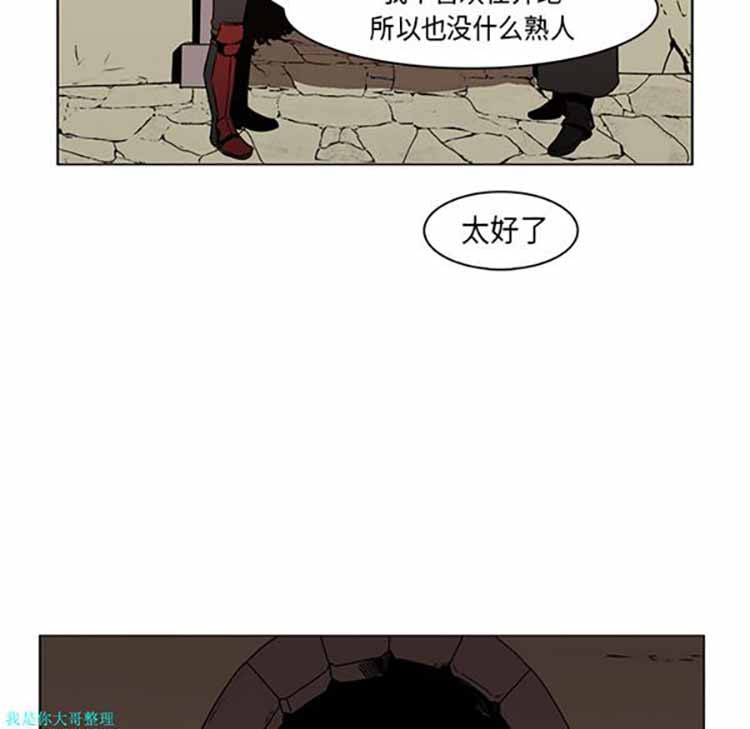 所以也没什么熟人
太好了
我是你大哥整理